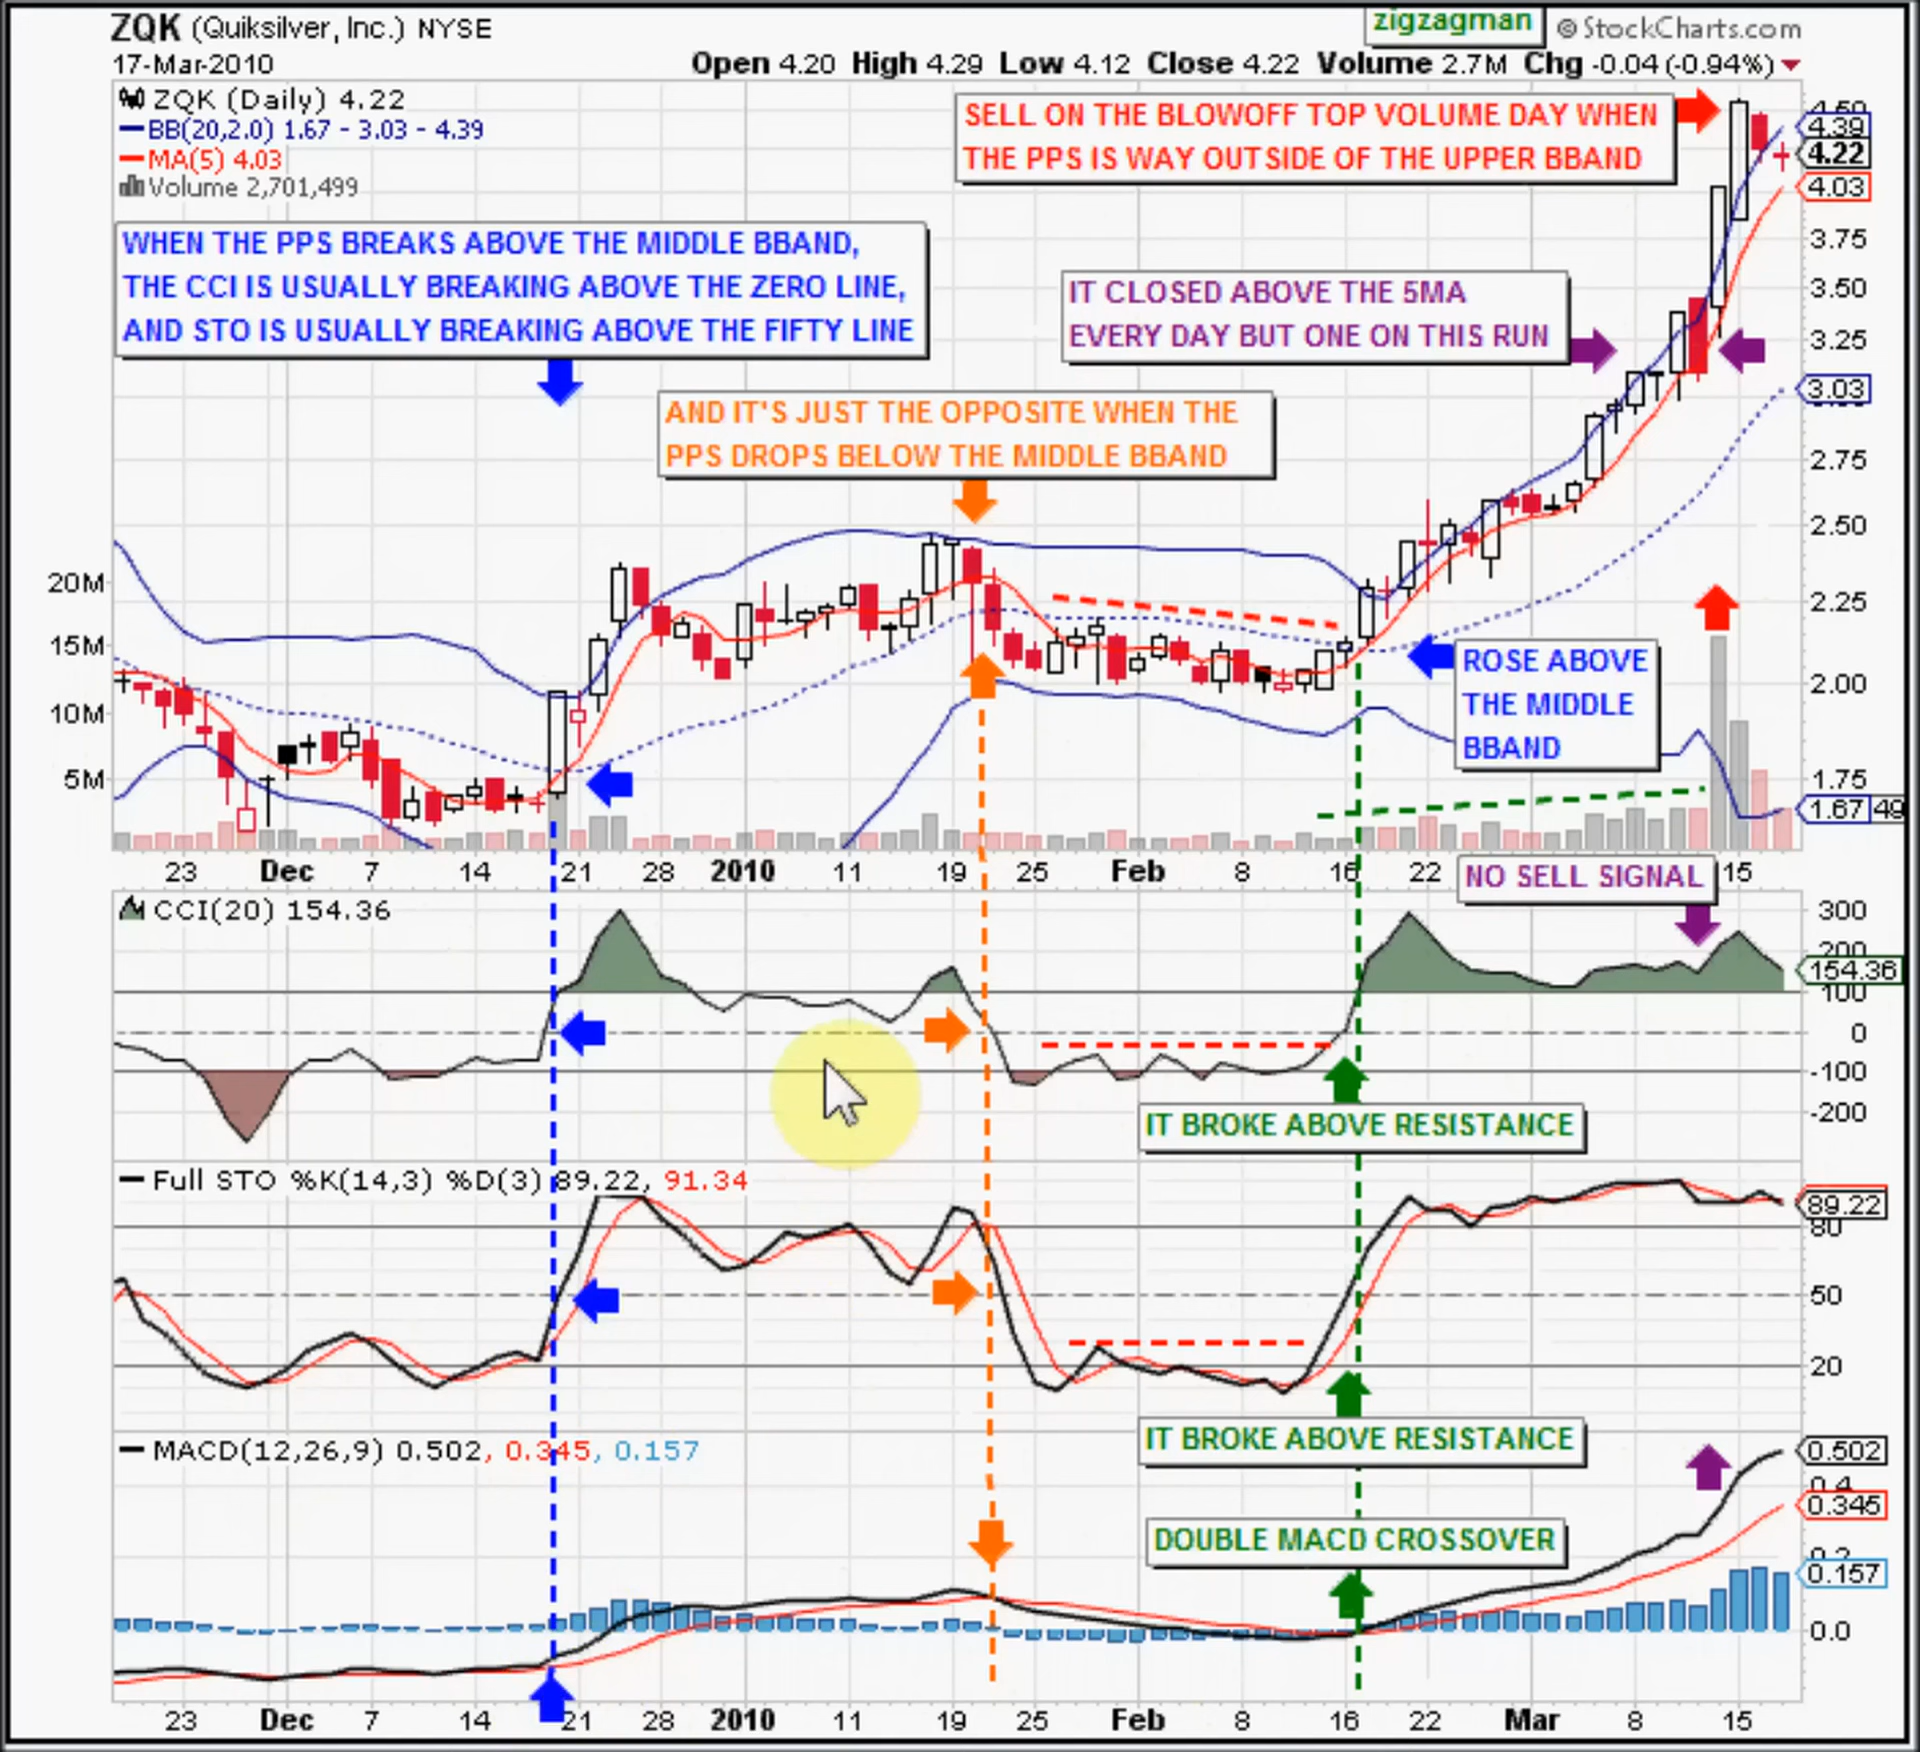 ZQK (Quiksilver, Inc.) NYSE
zigzagman
© StockCharts.com
17-Mar-2010
Open 4.20 High 4.29 Low 4.12 Close 4.22 Volume 2.7M Chg -0.04 (-0.94%)
ZQK (Daily) 4.22
BB(20,2.0) 1.67 - 3.03 - 4.39
MA(5) 4.03
Volume 2,701,499
SELL ON THE BLOWOFF TOP VOLUME DAY WHEN
THE PPS IS WAY OUTSIDE OF THE UPPER BBAND
WHEN THE PPS BREAKS ABOVE THE MIDDLE BBAND,
THE CCI IS USUALLY BREAKING ABOVE THE ZERO LINE,
AND STO IS USUALLY BREAKING ABOVE THE FIFTY LINE
IT CLOSED ABOVE THE 5MA
EVERY DAY BUT ONE ON THIS RUN
AND IT'S JUST THE OPPOSITE WHEN THE
PPS DROPS BELOW THE MIDDLE BBAND
ROSE ABOVE
THE MIDDLE
BBAND
4.50
4.39
4.22
4.03
3.75
3.50
3.25
3.03
2.75
2.50
2.25
2.00
1.75
1.67
49
20M
15M
10M
5M
23 Dec 7 14 21 28 2010 11 19 25 Feb 8 16 22 15
NO SELL SIGNAL
CCI(20) 154.36
300
200
154.36
100
0
-100
-200
IT BROKE ABOVE RESISTANCE
Full STO %K(14,3) %D(3) 89.22, 91.34
89.22
80
50
20
IT BROKE ABOVE RESISTANCE
MACD(12,26,9) 0.502, 0.345, 0.157
0.502
0.4
0.345
0.2
0.157
0.0
DOUBLE MACD CROSSOVER
23 Dec 7 14 21 28 2010 11 19 25 Feb 8 16 22 Mar 8 15